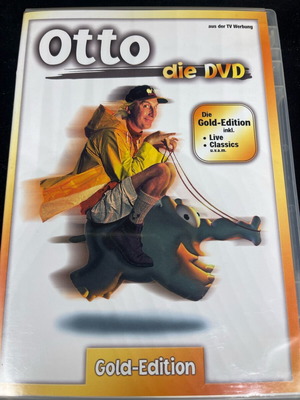 aus der TV Werbung
Otto
die DVD
Die
Gold-Edition
inkl.
• Live
• Classics
u.v.a.m.
Gold-Edition